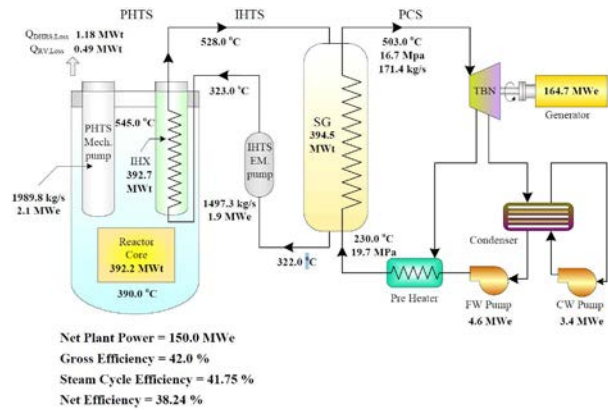 PHTS IHTS PCS
Q_DHRS,Loss 1.18 MWt
Q_RV,Loss 0.49 MWt
528.0 °C
503.0 °C
16.7 Mpa
171.4 kg/s
323.0 °C
TBN
164.7 MWe
Generator
PHTS
Mech.
pump
545.0 °C
IHX
392.7
MWt
IHTS
EM.
pump
SG
394.5
MWt
1989.8 kg/s
2.1 MWe
1497.3 kg/s
1.9 MWe
Condenser
Reactor
Core
392.2 MWt
390.0 °C
322.0 °C
230.0 °C
19.7 MPa
Pre Heater
FW Pump
4.6 MWe
CW Pump
3.4 MWe
Net Plant Power = 150.0 MWe
Gross Efficiency = 42.0 %
Steam Cycle Efficiency = 41.75 %
Net Efficiency = 38.24 %